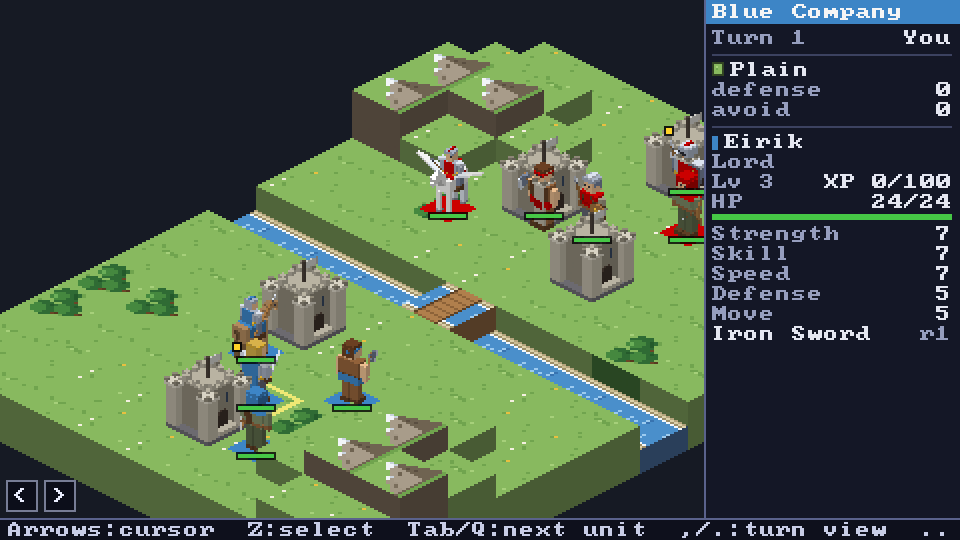 Blue Company
Turn 1 You
Plain
defense 0
avoid 0
Eirik
Lord
Lv 3 XP 0/100
HP 24/24
Strength 7
Skill 7
Speed 7
Defense 5
Move 5
Iron Sword r1
< >
Arrows:cursor Z:select Tab/Q:next unit ,/.:turn view ..